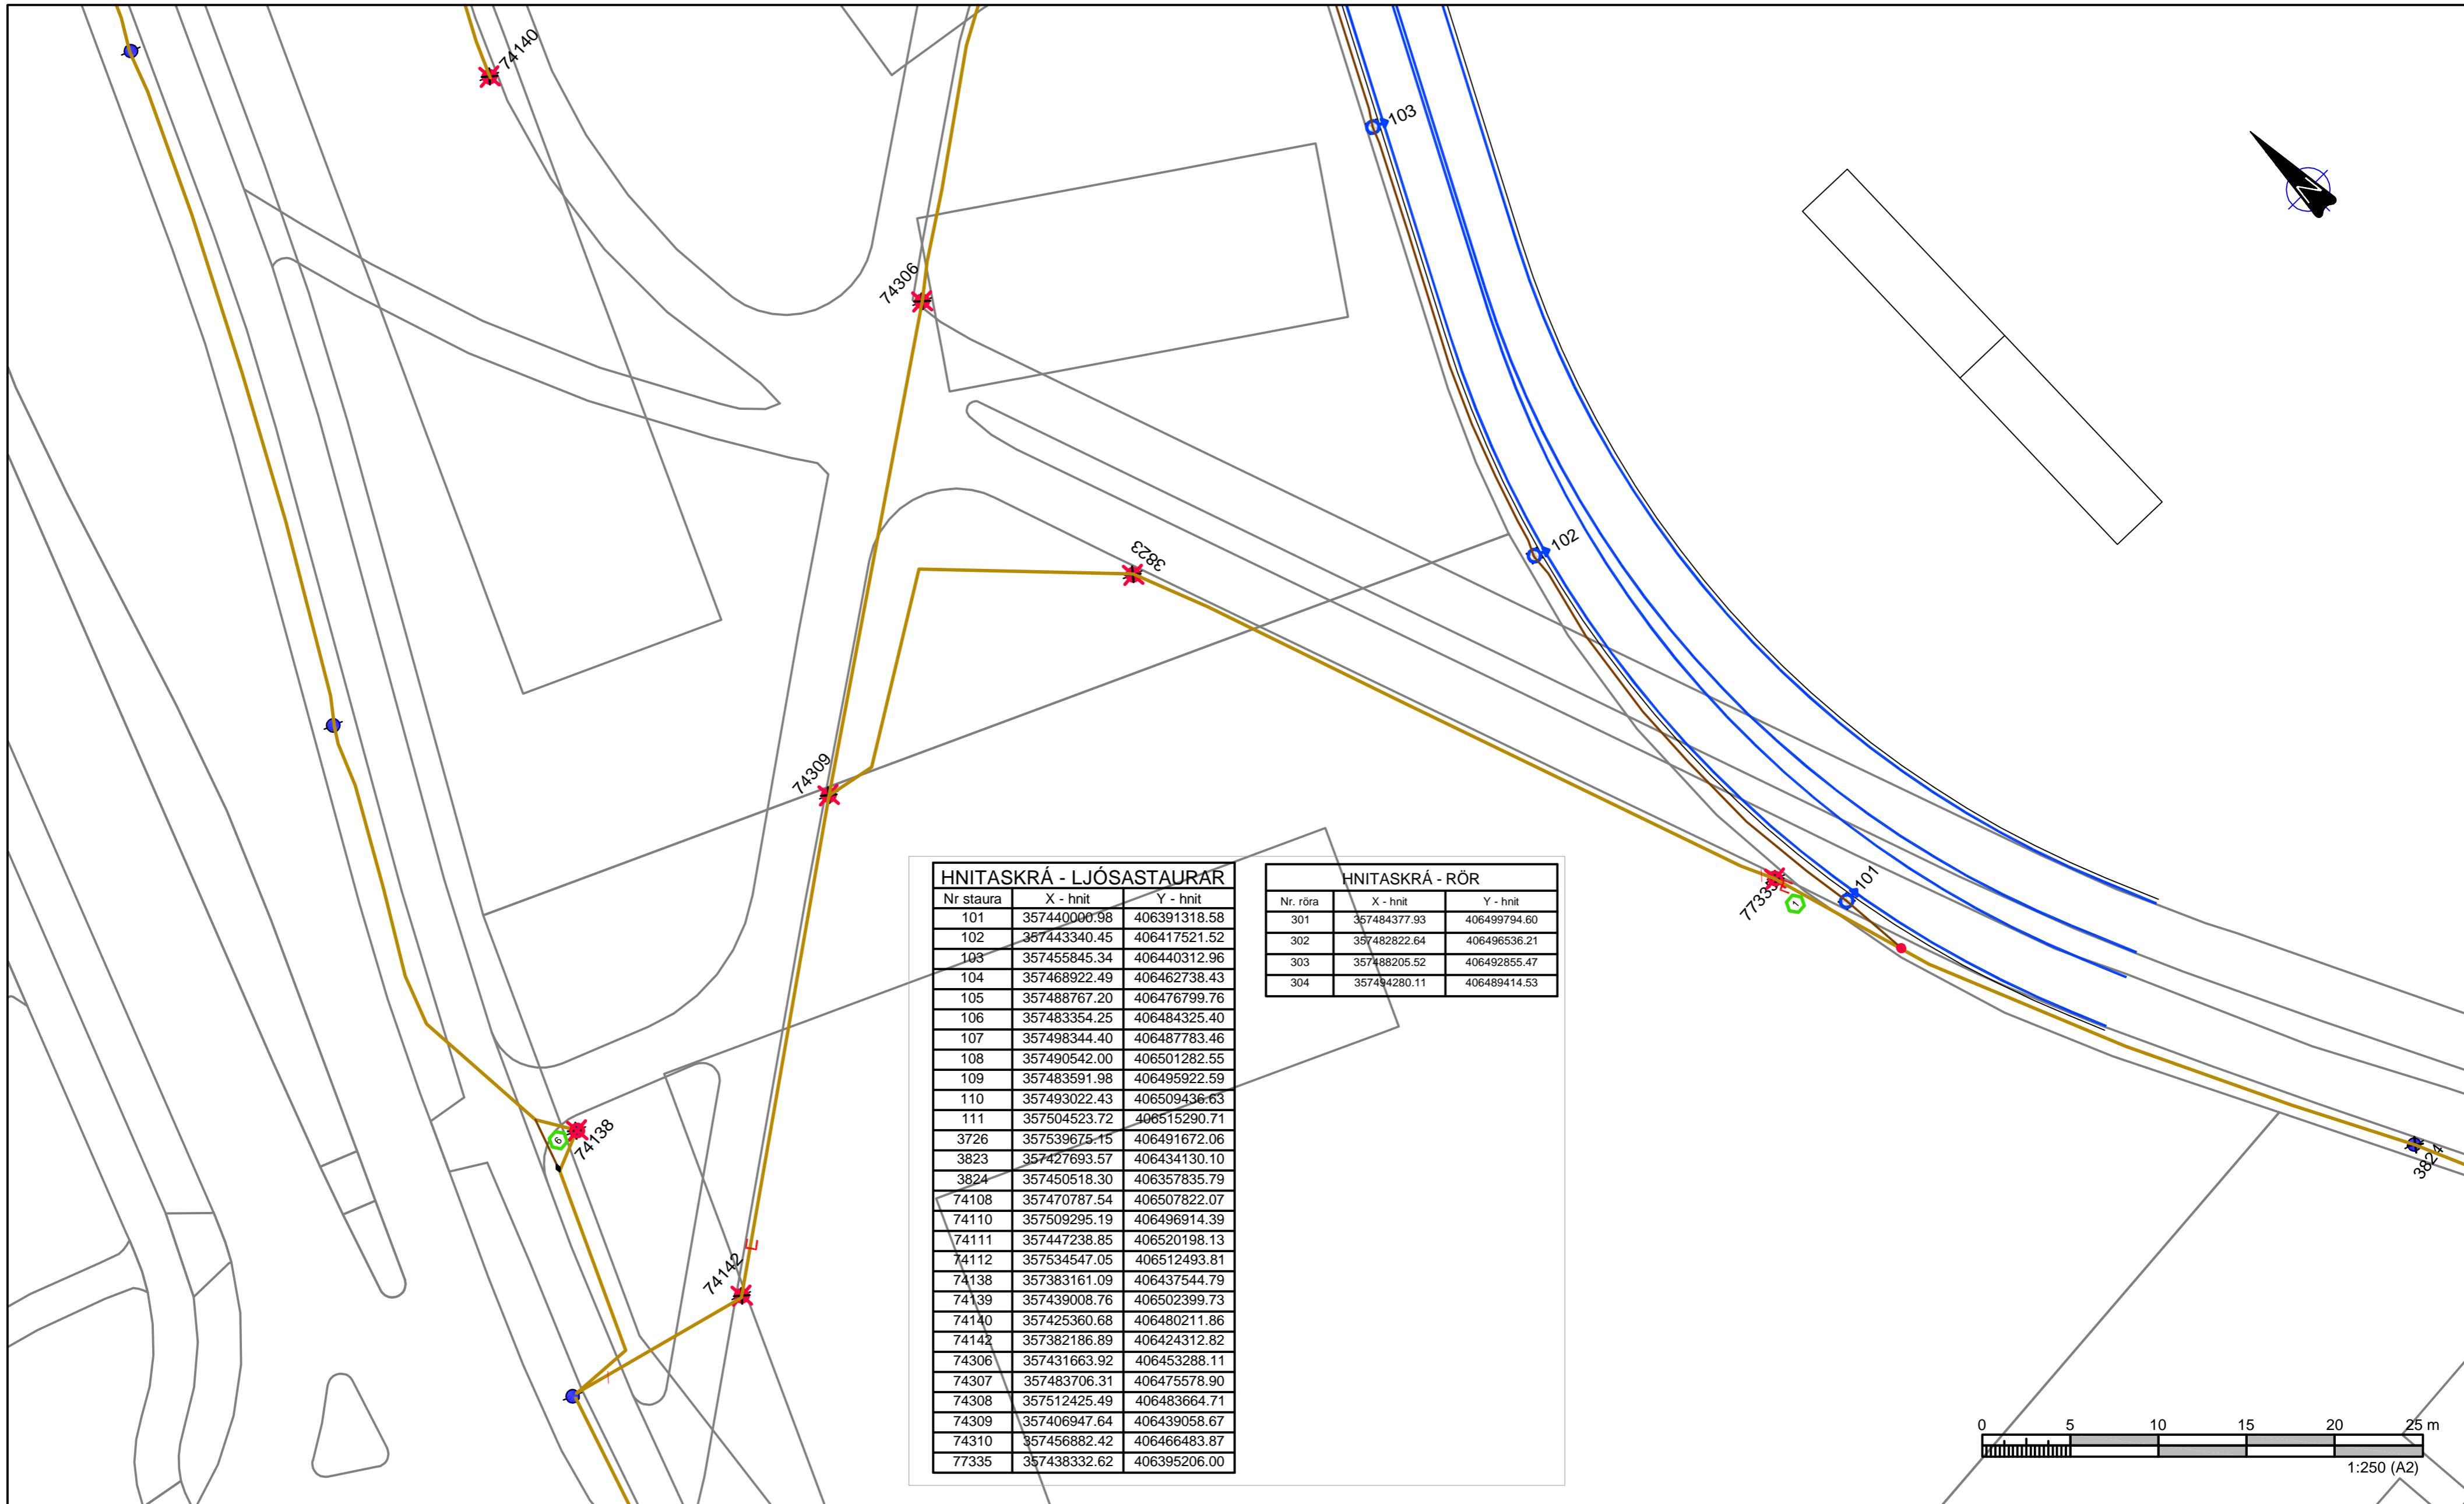 74140
103
N
74306
102
3823
74309
77335
1
101
74138
6
74142
3824
HNITASKRÁ - LJÓSASTAURAR
Nr staura X - hnit Y - hnit
101 357440000.98 406391318.58
102 357443340.45 406417521.52
103 357455845.34 406440312.96
104 357468922.49 406462738.43
105 357488767.20 406476799.76
106 357483354.25 406484325.40
107 357498344.40 406487783.46
108 357490542.00 406501282.55
109 357483591.98 406495922.59
110 357493022.43 406509436.63
111 357504523.72 406515290.71
3726 357539675.15 406491672.06
3823 357427693.57 406434130.10
3824 357450518.30 406357835.79
74108 357470787.54 406507822.07
74110 357509295.19 406496914.39
74111 357447238.85 406520198.13
74112 357534547.05 406512493.81
74138 357383161.09 406437544.79
74139 357439008.76 406502399.73
74140 357425360.68 406480211.86
74142 357382186.89 406424312.82
74306 357431663.92 406453288.11
74307 357483706.31 406475578.90
74308 357512425.49 406483664.71
74309 357406947.64 406439058.67
74310 357456882.42 406466483.87
77335 357438332.62 406395206.00
HNITASKRÁ - RÖR
Nr. röra X - hnit Y - hnit
301 357484377.93 406499794.60
302 357482822.64 406496536.21
303 357488205.52 406492855.47
304 357494280.11 406489414.53
0 5 10 15 20 25 m
1:250 (A2)